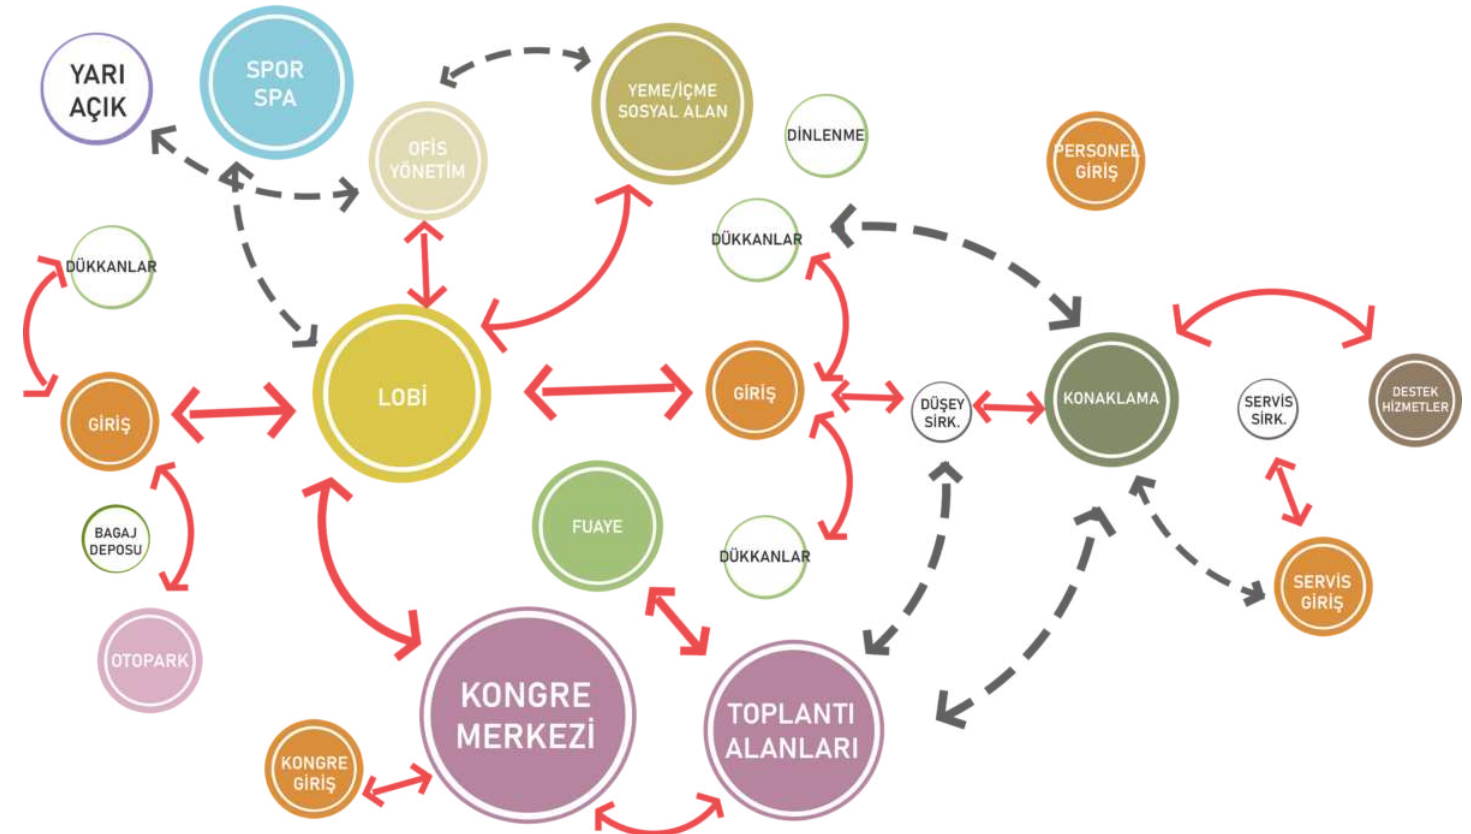 YARI
AÇIK
SPOR
SPA
OFİS
YÖNETİM
YEME/İÇME
SOSYAL ALAN
DİNLENME
PERSONEL
GİRİŞ
DÜKKANLAR
DÜKKANLAR
GİRİŞ
LOBİ
GİRİŞ
DÜŞEY
SİRK.
KONAKLAMA
SERVİS
SİRK.
DESTEK
HİZMETLER
BAGAJ
DEPOSU
FUAYE
DÜKKANLAR
SERVİS
GİRİŞ
OTOPARK
KONGRE
MERKEZİ
TOPLANTI
ALANLARI
KONGRE
GİRİŞ